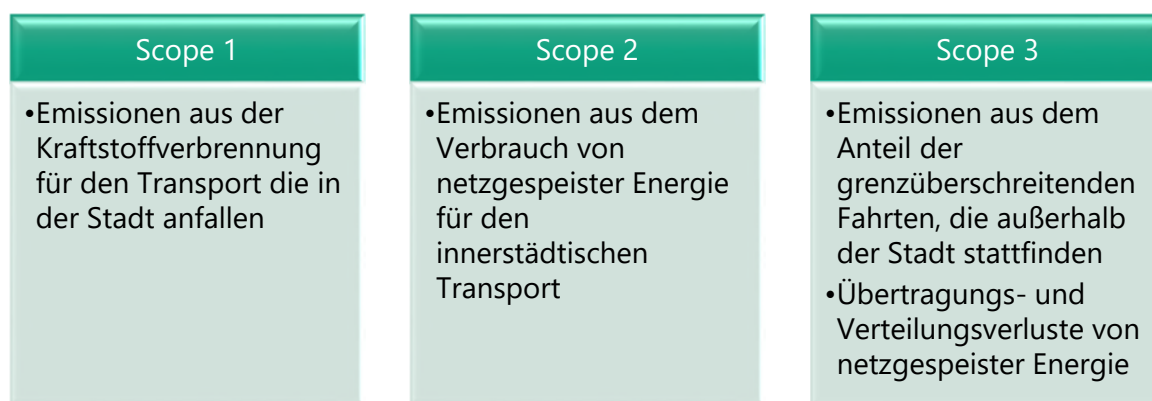 Scope 1
•Emissionen aus der
Kraftstoffverbrennung
für den Transport die in
der Stadt anfallen
Scope 2
•Emissionen aus dem
Verbrauch von
netzgespeister Energie
für den
innerstädtischen
Transport
Scope 3
•Emissionen aus dem
Anteil der
grenzüberschreitenden
Fahrten, die außerhalb
der Stadt stattfinden
•Übertragungs- und
Verteilungsverluste von
netzgespeister Energie